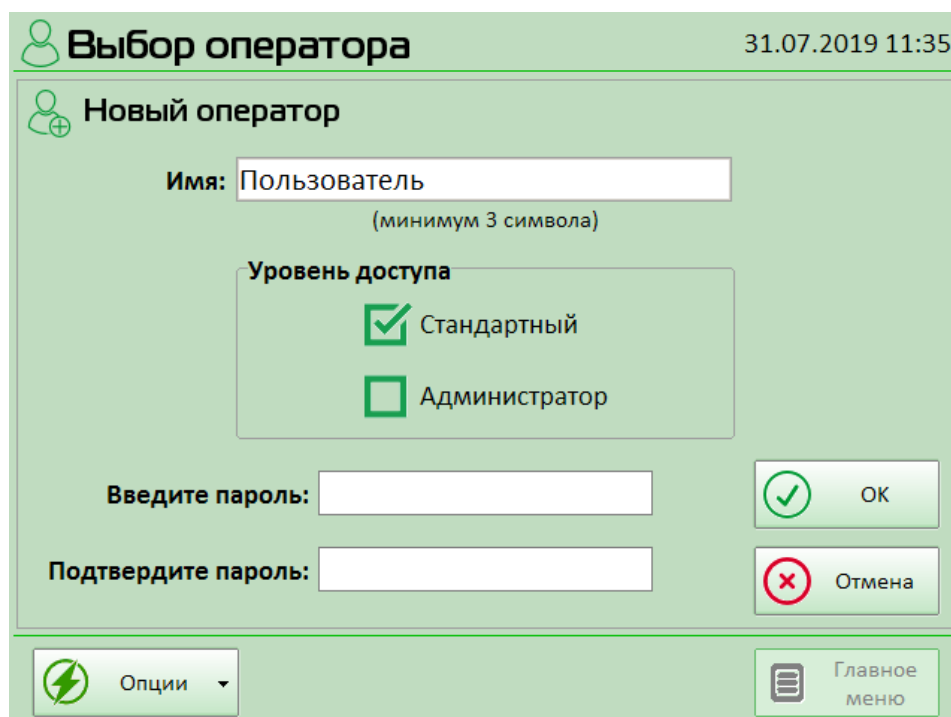 Выбор оператора 31.07.2019 11:35
Новый оператор
Имя: Пользователь
(минимум 3 символа)
Уровень доступа
Стандартный
Администратор
Введите пароль:
OK
Подтвердите пароль:
Отмена
Опции
Главное
меню